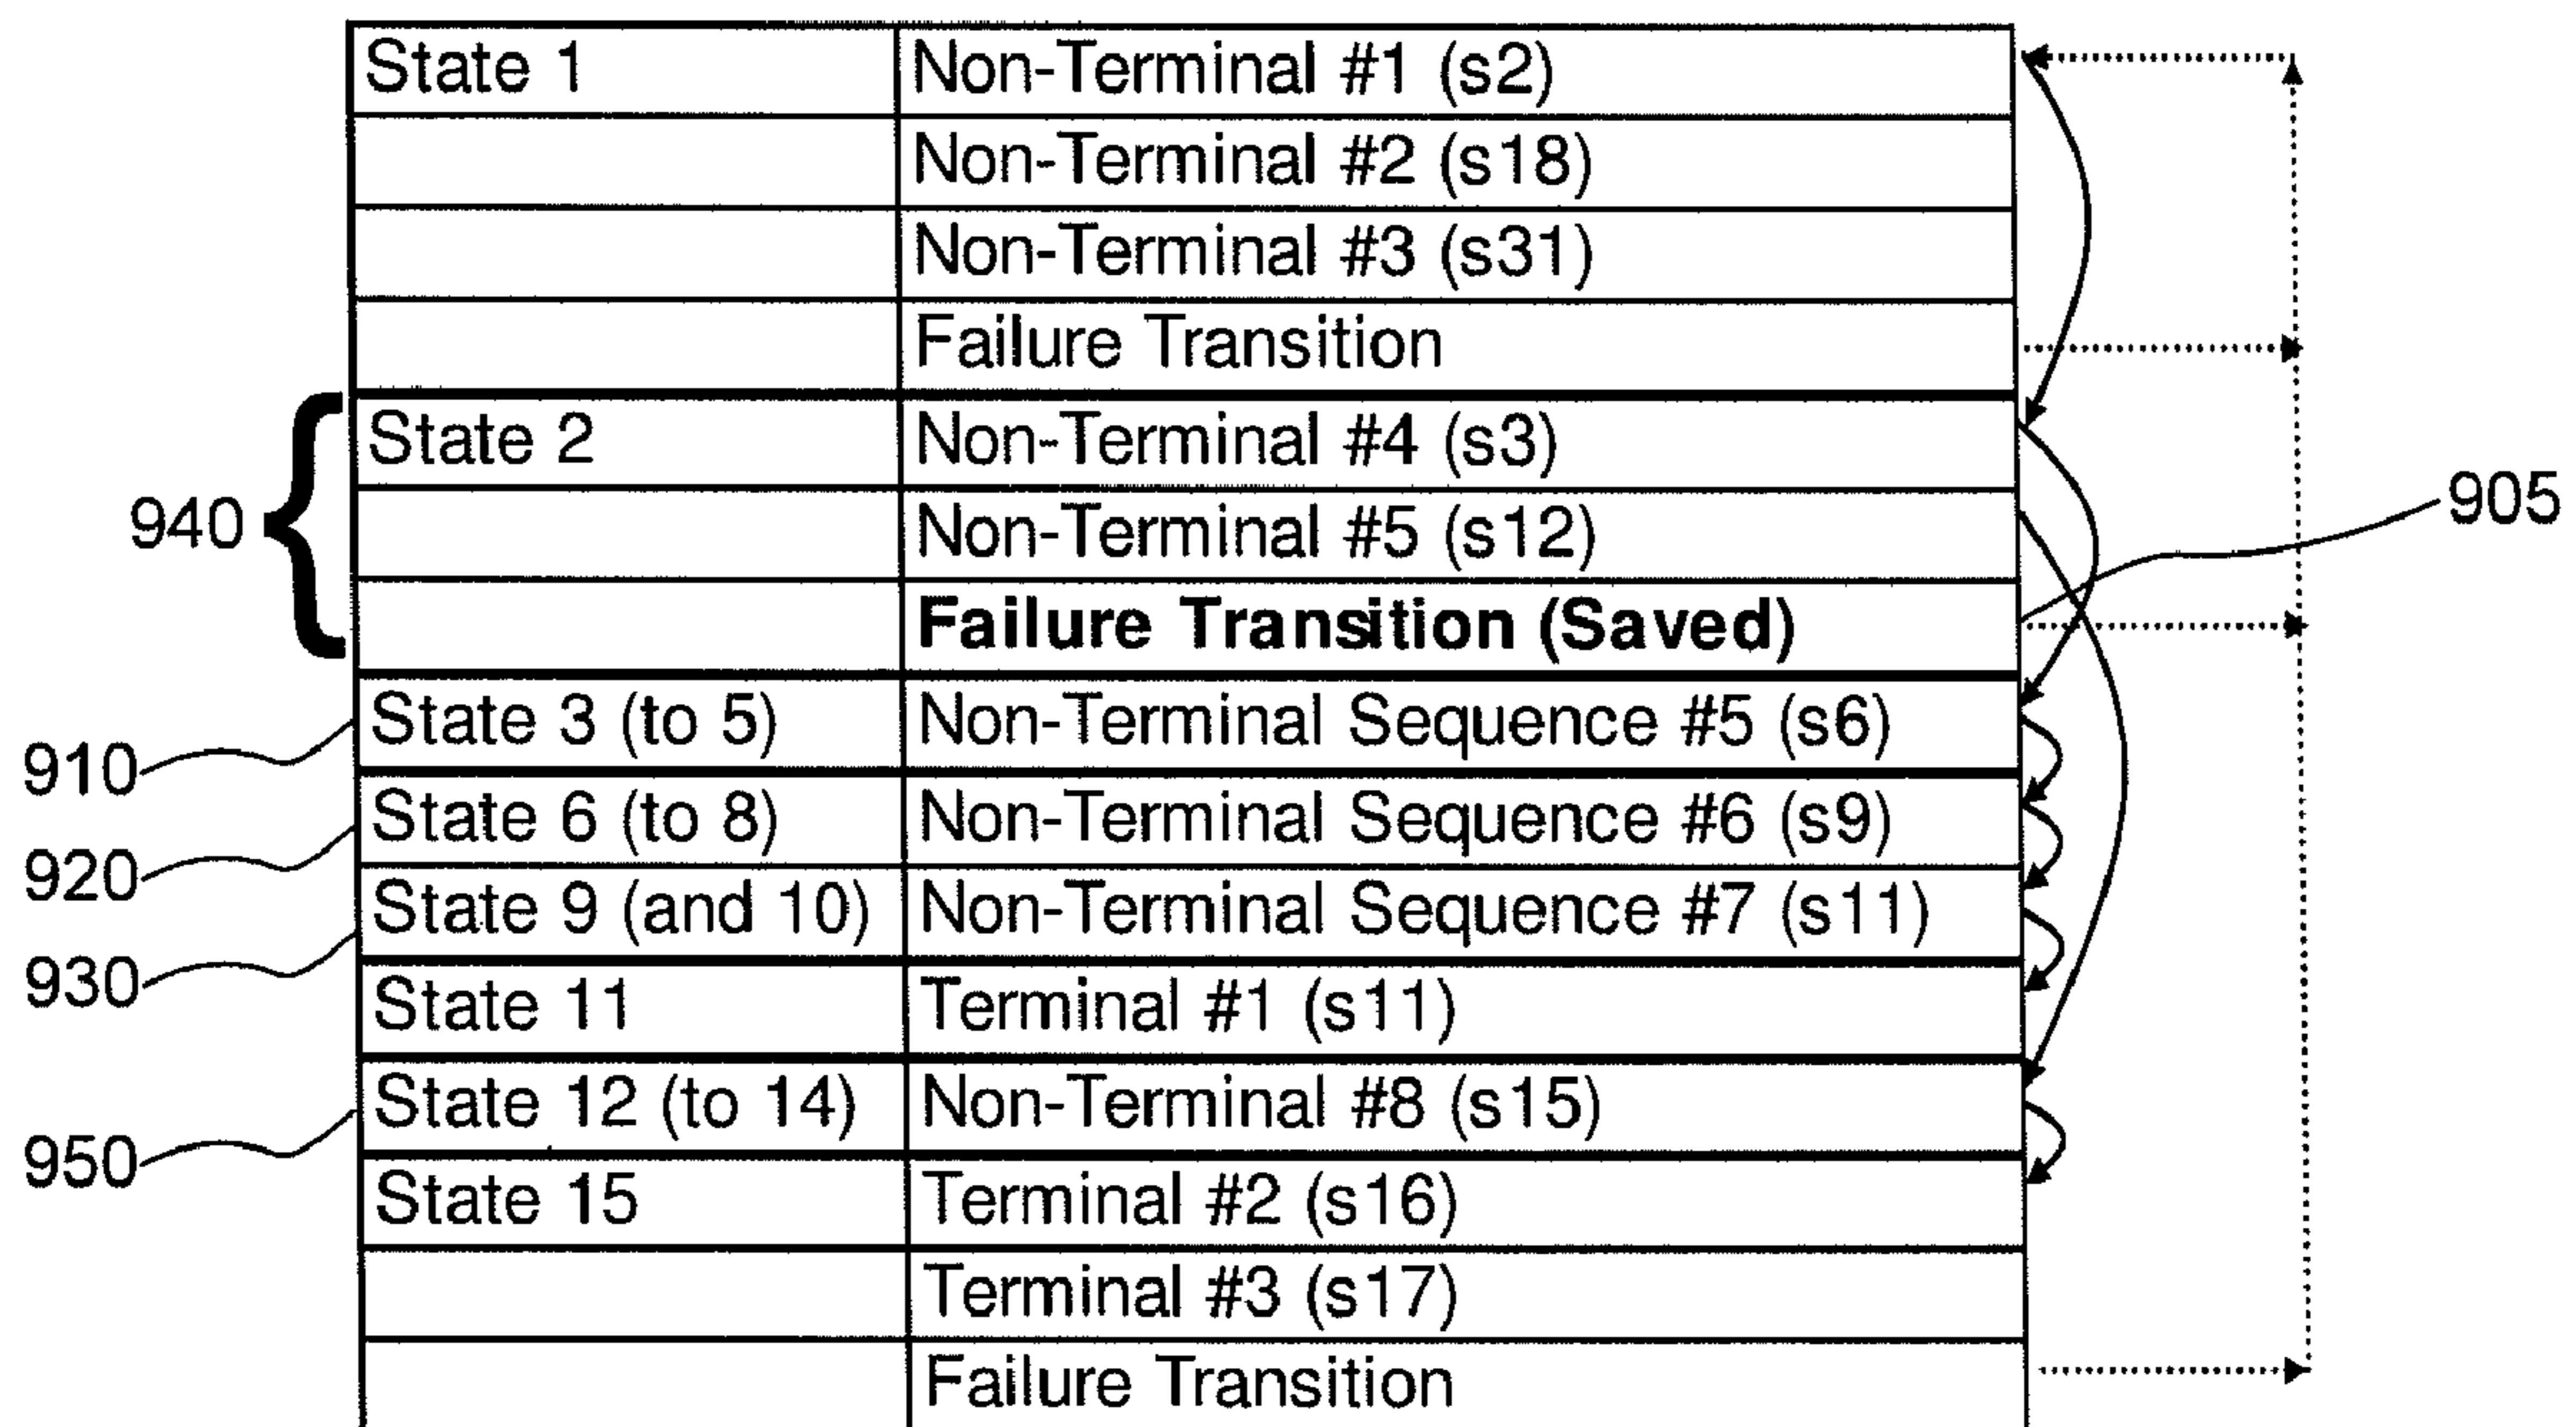 State 1 Non-Terminal #1 (s2)
Non-Terminal #2 (s18)
Non-Terminal #3 (s31)
Failure Transition
State 2 Non-Terminal #4 (s3)
940 Non-Terminal #5 (s12) 905
Failure Transition (Saved)
State 3 (to 5) Non-Terminal Sequence #5 (s6)
910
State 6 (to 8) Non-Terminal Sequence #6 (s9)
920
State 9 (and 10) Non-Terminal Sequence #7 (s11)
930
State 11 Terminal #1 (s11)
State 12 (to 14) Non-Terminal #8 (s15)
950
State 15 Terminal #2 (s16)
Terminal #3 (s17)
Failure Transition